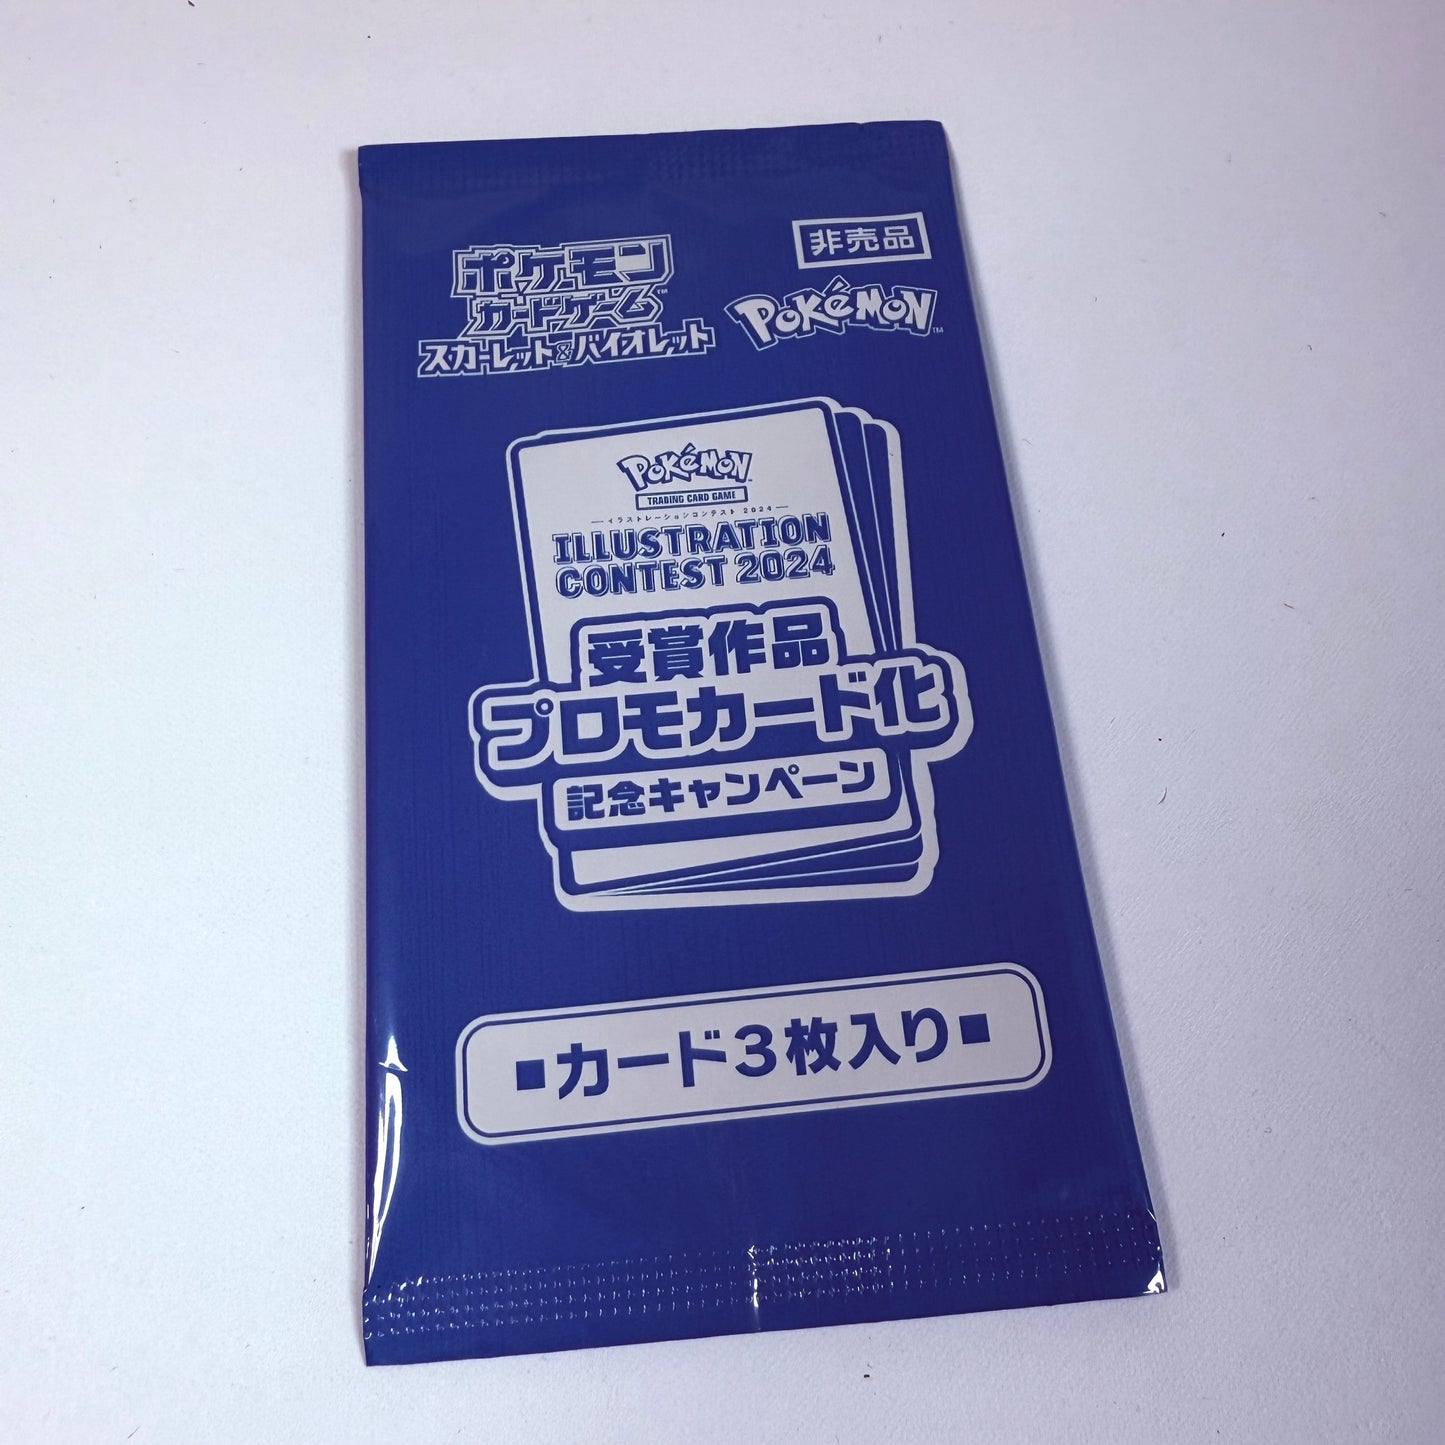 非売品
ポケモン
カードゲーム™
スカーレット&バイオレット
Pokémon™
Pokémon
TRADING CARD GAME
イラストレーションコンテスト 2024
ILLUSTRATION
CONTEST 2024
受賞作品
プロモカード化
記念キャンペーン
■カード3枚入り■